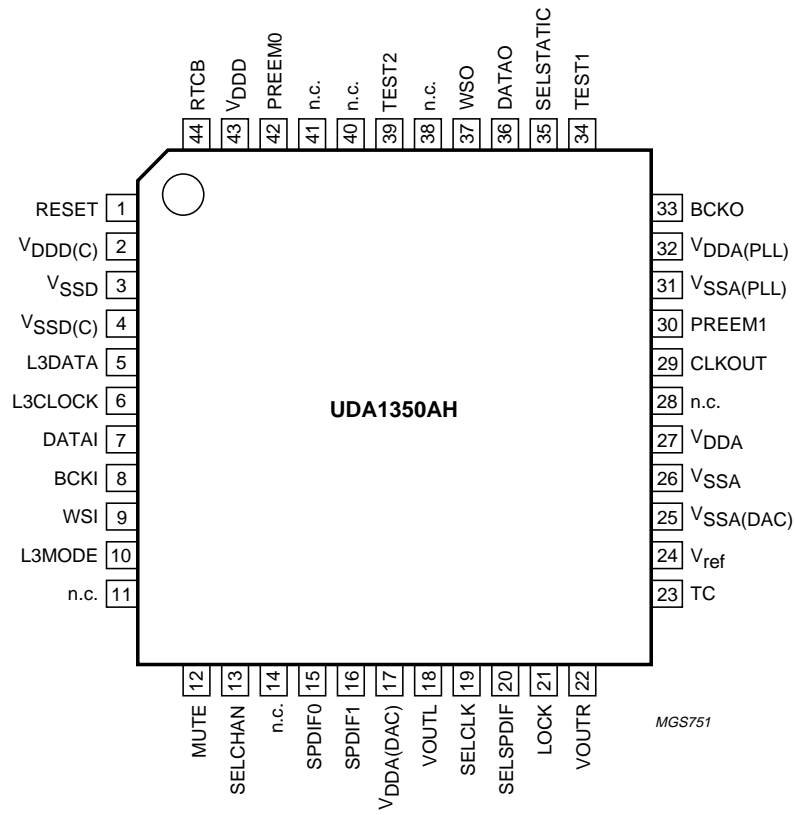 RTCB
VDDD
PREEM0
n.c.
n.c.
TEST2
n.c.
WSO
DATAO
SELSTATIC
TEST1
44
43
42
41
40
39
38
37
36
35
34
RESET 1
VDDD(C) 2
VSSD 3
VSSD(C) 4
L3DATA 5
L3CLOCK 6
DATAI 7
BCKI 8
WSI 9
L3MODE 10
n.c. 11
UDA1350AH
33 BCKO
32 VDDA(PLL)
31 VSSA(PLL)
30 PREEM1
29 CLKOUT
28 n.c.
27 VDDA
26 VSSA
25 VSSA(DAC)
24 Vref
23 TC
12
13
14
15
16
17
18
19
20
21
22
MUTE
SELCHAN
n.c.
SPDIF0
SPDIF1
VDDA(DAC)
VOUTL
SELCLK
SELSPDIF
LOCK
VOUTR
MGS751